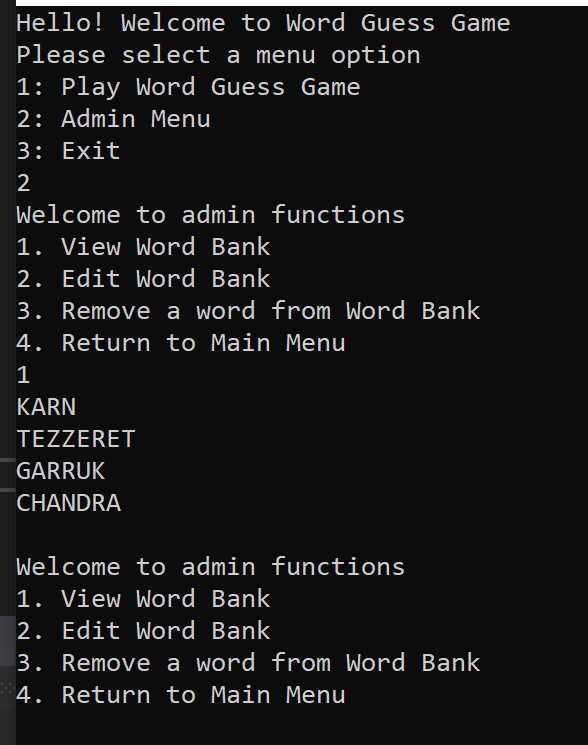 Hello! Welcome to Word Guess Game
Please select a menu option
1: Play Word Guess Game
2: Admin Menu
3: Exit
2
Welcome to admin functions
1. View Word Bank
2. Edit Word Bank
3. Remove a word from Word Bank
4. Return to Main Menu
1
KARN
TEZZERET
GARRUK
CHANDRA

Welcome to admin functions
1. View Word Bank
2. Edit Word Bank
3. Remove a word from Word Bank
4. Return to Main Menu